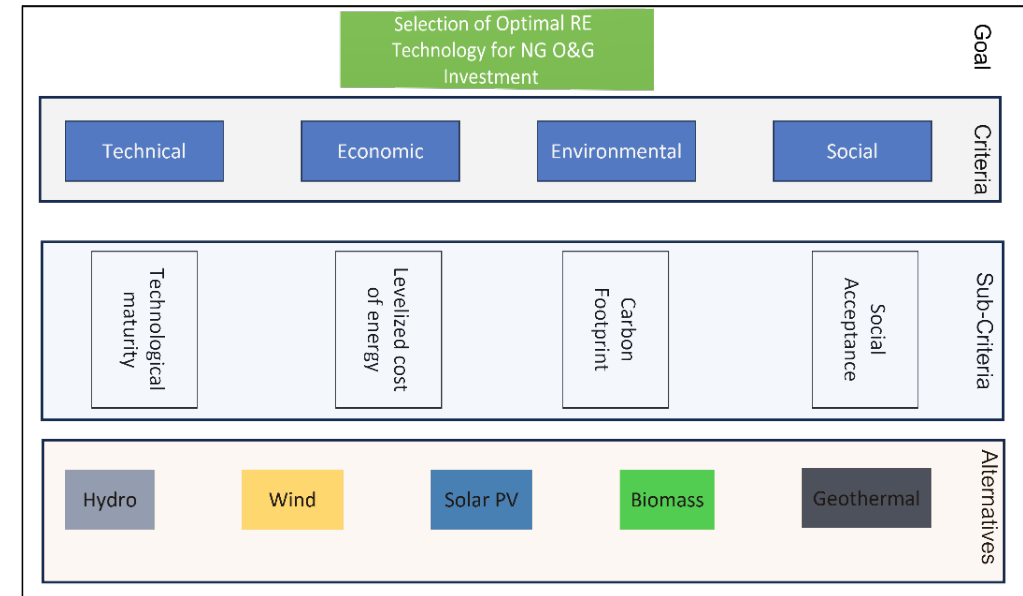 Selection of Optimal RE
Technology for NG O&G
Investment
Goal
Technical
Economic
Environmental
Social
Criteria
Technological
maturity
Levelized cost
of energy
Carbon
Footprint
Social
Acceptance
Sub-Criteria
Hydro
Wind
Solar PV
Biomass
Geothermal
Alternatives